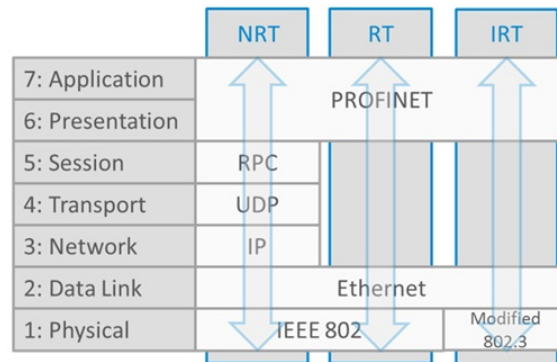 NRT RT IRT
7: Application
PROFINET
6: Presentation
5: Session RPC
4: Transport UDP
3: Network IP
2: Data Link Ethernet
1: Physical IEEE 802 Modified
802.3